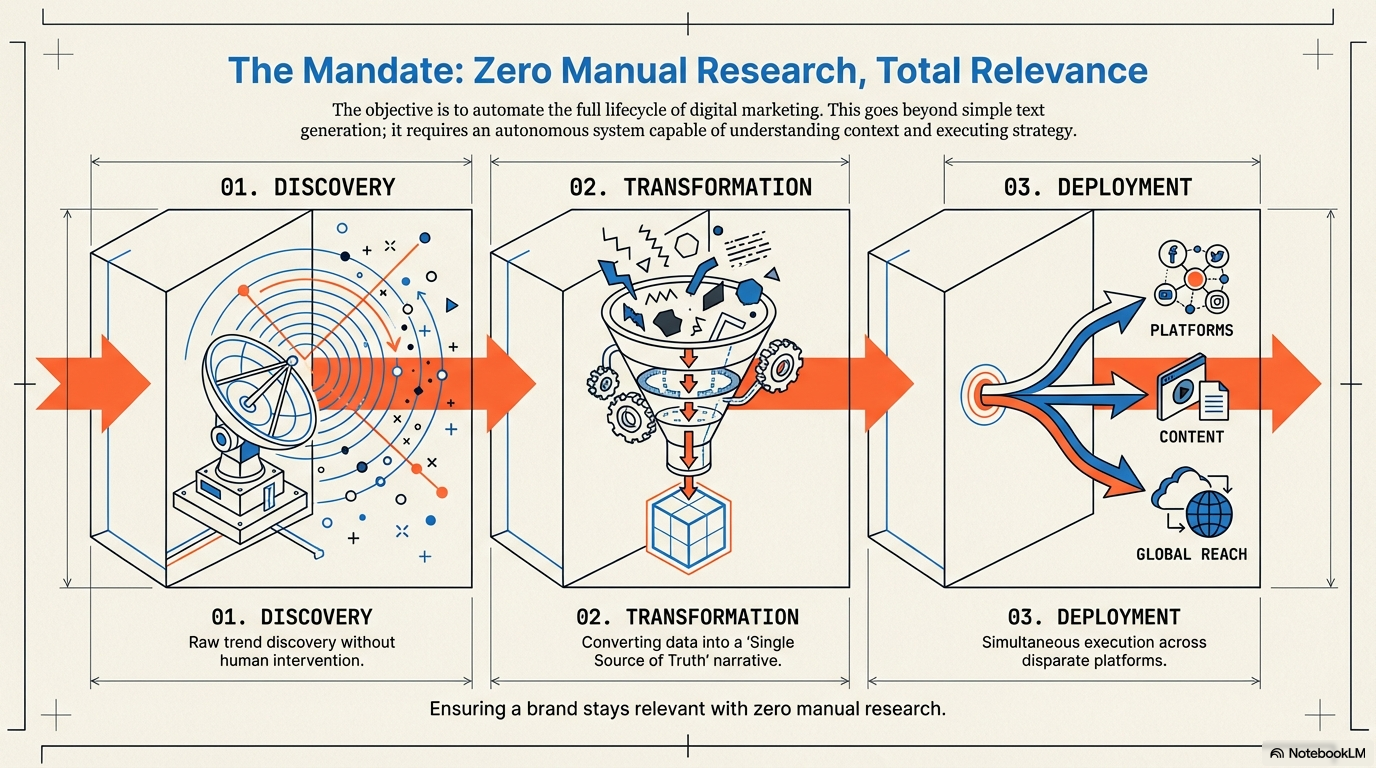 The Mandate: Zero Manual Research, Total Relevance
The objective is to automate the full lifecycle of digital marketing. This goes beyond simple text
generation; it requires an autonomous system capable of understanding context and executing strategy.
01. DISCOVERY
02. TRANSFORMATION
03. DEPLOYMENT
PLATFORMS
CONTENT
GLOBAL REACH
01. DISCOVERY
Raw trend discovery without
human intervention.
02. TRANSFORMATION
Converting data into a ‘Single
Source of Truth’ narrative.
03. DEPLOYMENT
Simultaneous execution across
disparate platforms.
Ensuring a brand stays relevant with zero manual research.
NotebookLM